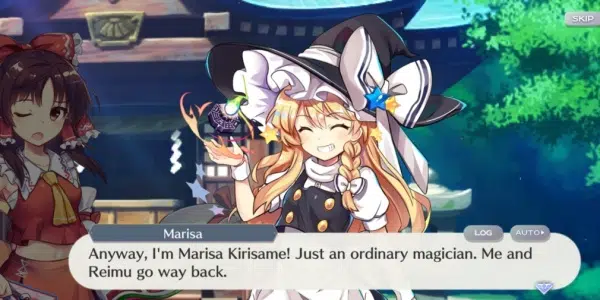 SKIP
Marisa
LOG
AUTO
Anyway, I'm Marisa Kirisame! Just an ordinary magician. Me and
Reimu go way back.